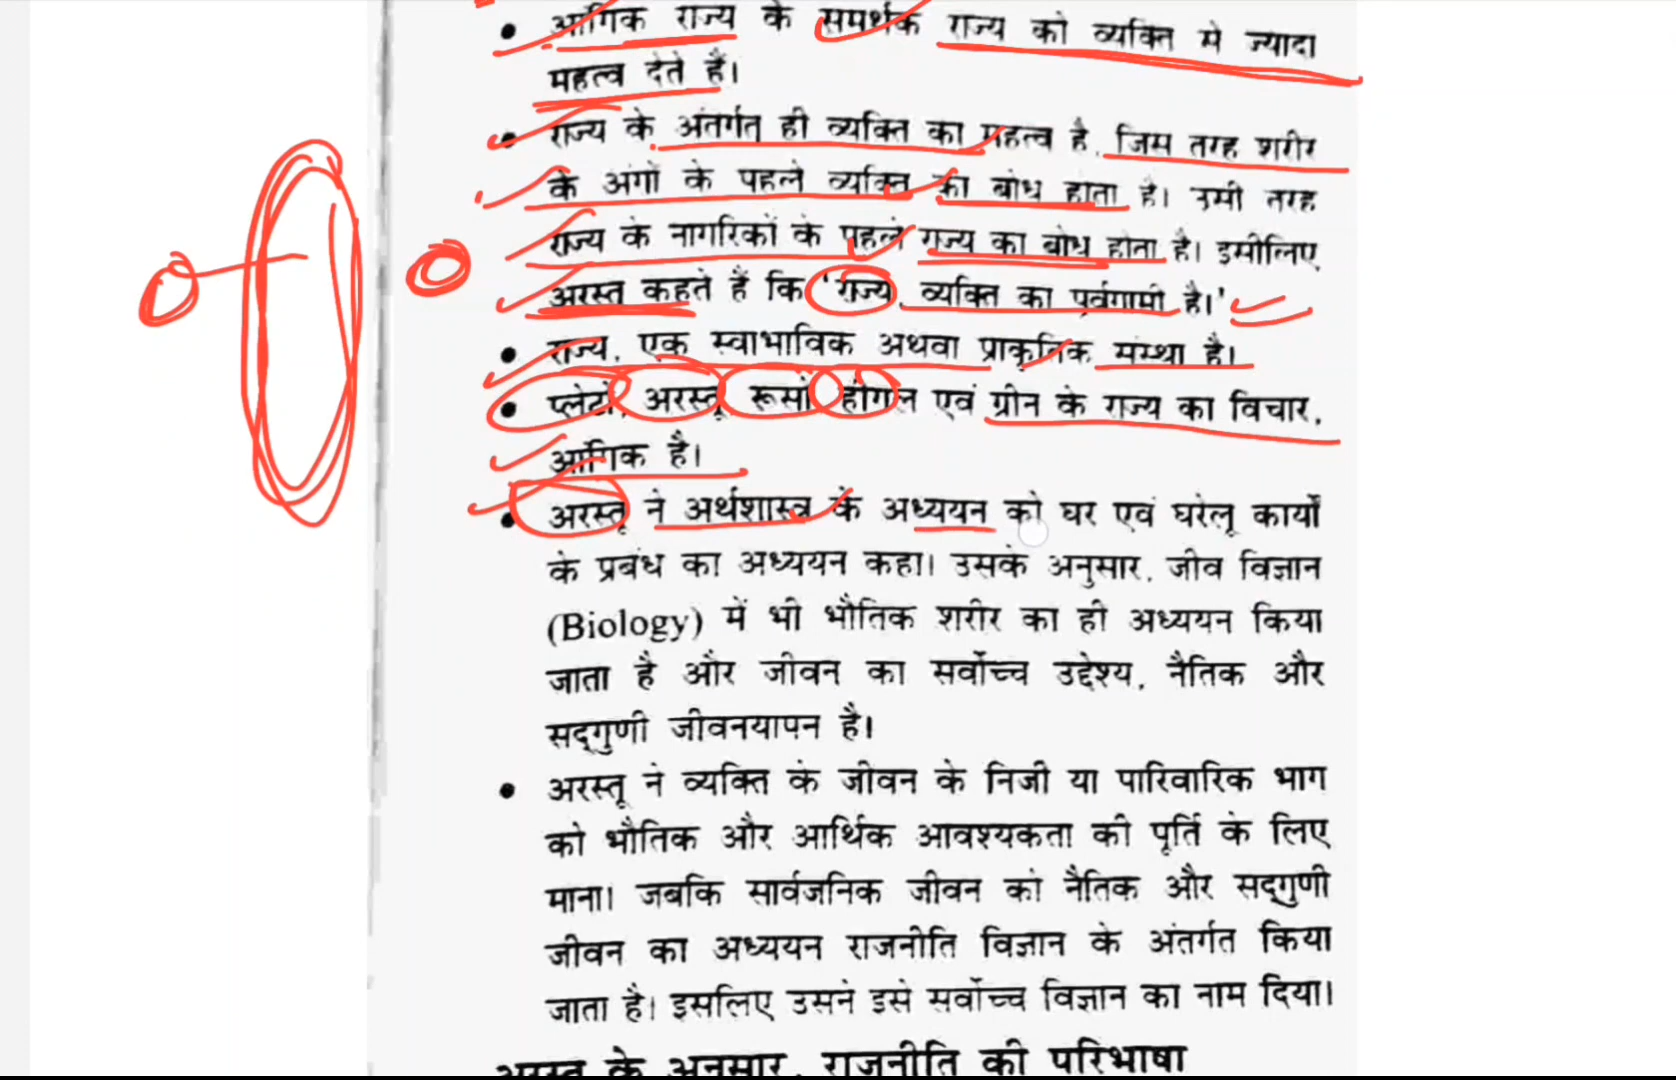 • आंगिक राज्य के समर्थक राज्य को व्यक्ति से ज्यादा
महत्व देते हैं।
• राज्य के अंतर्गत ही व्यक्ति का महत्व है, जिस तरह शरीर
के अंगों के पहले व्यक्ति का बोध होता है। उसी तरह
राज्य के नागरिकों के पहले राज्य का बोध होता है। इसीलिए
अरस्तू कहते हैं कि 'राज्य, व्यक्ति का पूर्वगामी है।'
• राज्य, एक स्वाभाविक अथवा प्राकृतिक संस्था है।
• प्लेटो, अरस्तू, रूसो, हीगल एवं ग्रीन के राज्य का विचार,
आंगिक है।
• अरस्तू ने अर्थशास्त्र के अध्ययन को घर एवं घरेलू कार्यों
के प्रबंध का अध्ययन कहा। उसके अनुसार, जीव विज्ञान
(Biology) में भी भौतिक शरीर का ही अध्ययन किया
जाता है और जीवन का सर्वोच्च उद्देश्य, नैतिक और
सद्गुणी जीवनयापन है।
• अरस्तू ने व्यक्ति के जीवन के निजी या पारिवारिक भाग
को भौतिक और आर्थिक आवश्यकता की पूर्ति के लिए
माना। जबकि सार्वजनिक जीवन को नैतिक और सद्गुणी
जीवन का अध्ययन राजनीति विज्ञान के अंतर्गत किया
जाता है। इसलिए उसने इसे सर्वोच्च विज्ञान का नाम दिया।
अरस्तू के अनुसार, राजनीति की परिभाषा